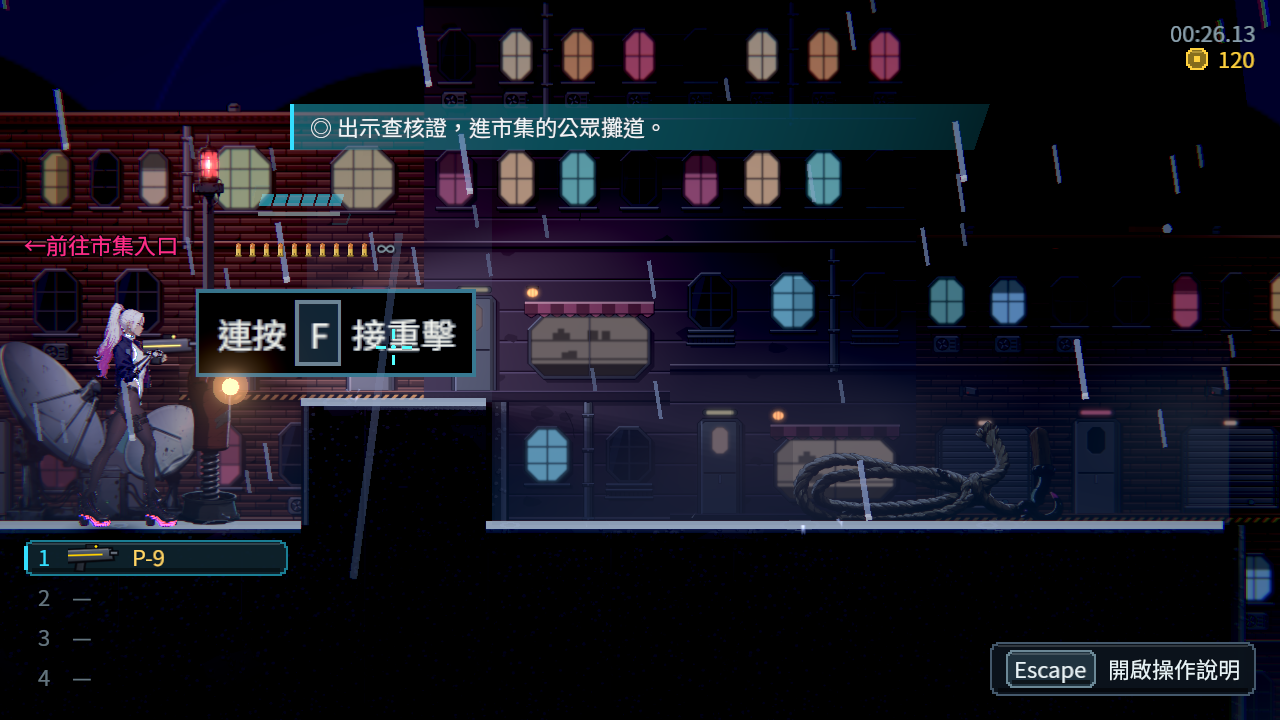 00:26.13
120
◎ 出示查核證，進市集的公眾攤道。
←前往市集入口
∞
連按 F 接重擊
1 P-9
2 —
3 —
4 —
Escape 開啟操作說明